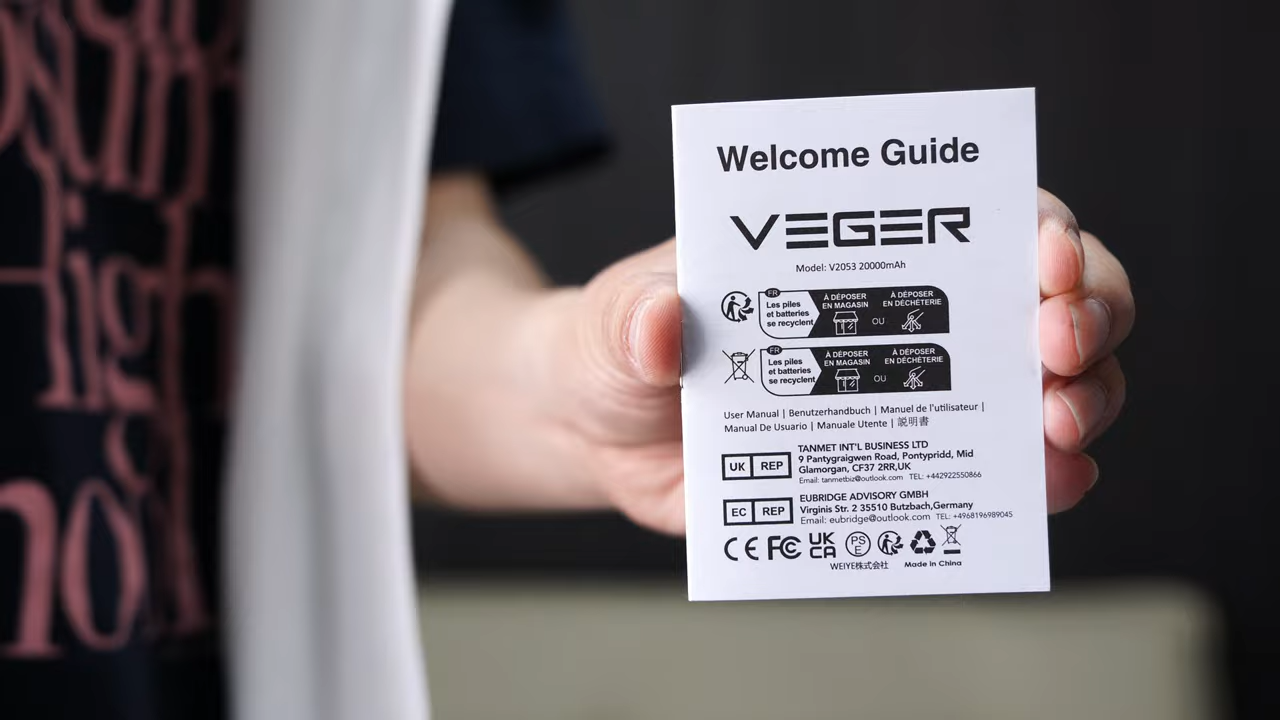 Welcome Guide
VEGER
Model: V2053 20000mAh
FR
Les piles
et batteries
se recyclent
À DÉPOSER
EN MAGASIN
OU
À DÉPOSER
EN DÉCHÈTERIE
FR
Les piles
et batteries
se recyclent
À DÉPOSER
EN MAGASIN
OU
À DÉPOSER
EN DÉCHÈTERIE
User Manual | Benutzerhandbuch | Manuel de l'utilisateur |
Manual De Usuario | Manuale Utente | 説明書
UK REP
TANMET INT'L BUSINESS LTD
9 Pantygraigwen Road, Pontypridd, Mid
Glamorgan, CF37 2RR,UK
Email: tanmetbiz@outlook.com TEL: +442922550866
EC REP
EUBRIDGE ADVISORY GMBH
Virginis Str. 2 35510 Butzbach,Germany
Email: eubridge@outlook.com TEL: +4968196989045
CE FC UK
CA PS
E
WEIYE株式会社 Made in China